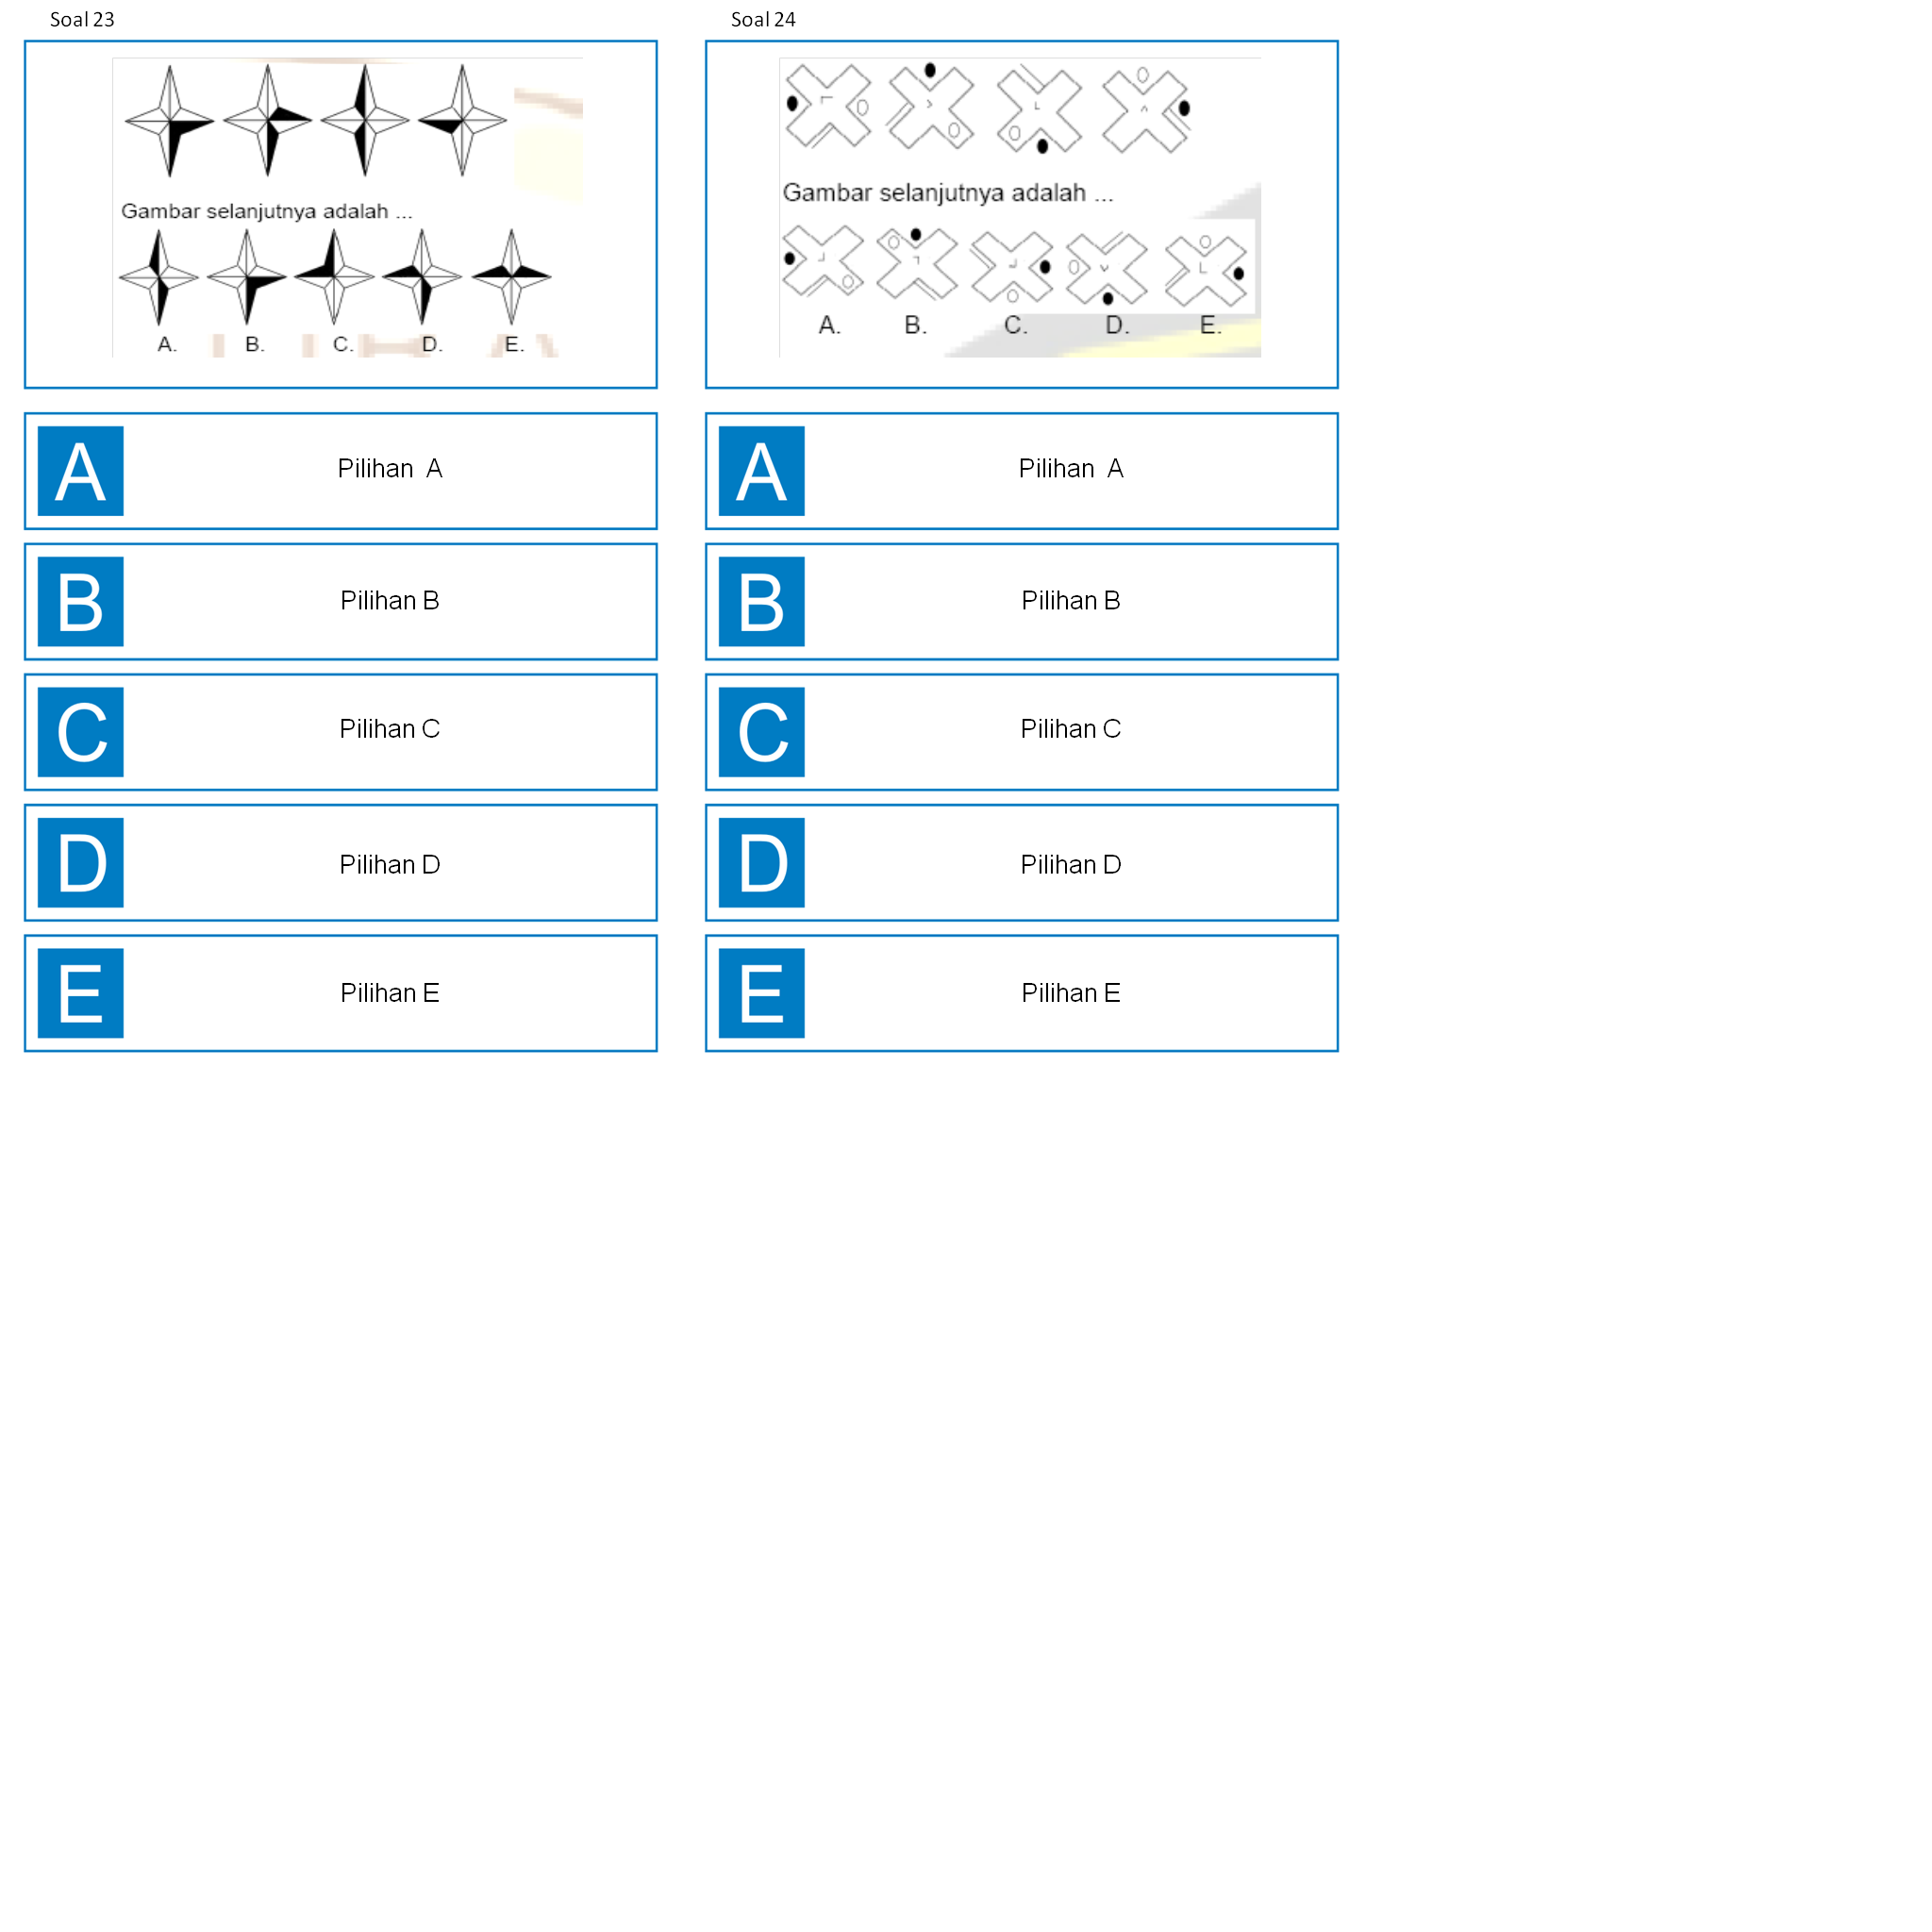 Soal 23
Gambar selanjutnya adalah ...
A. B. C. D. E.
A Pilihan A
B Pilihan B
C Pilihan C
D Pilihan D
E Pilihan E
Soal 24
Gambar selanjutnya adalah ...
A. B. C. D. E.
A Pilihan A
B Pilihan B
C Pilihan C
D Pilihan D
E Pilihan E